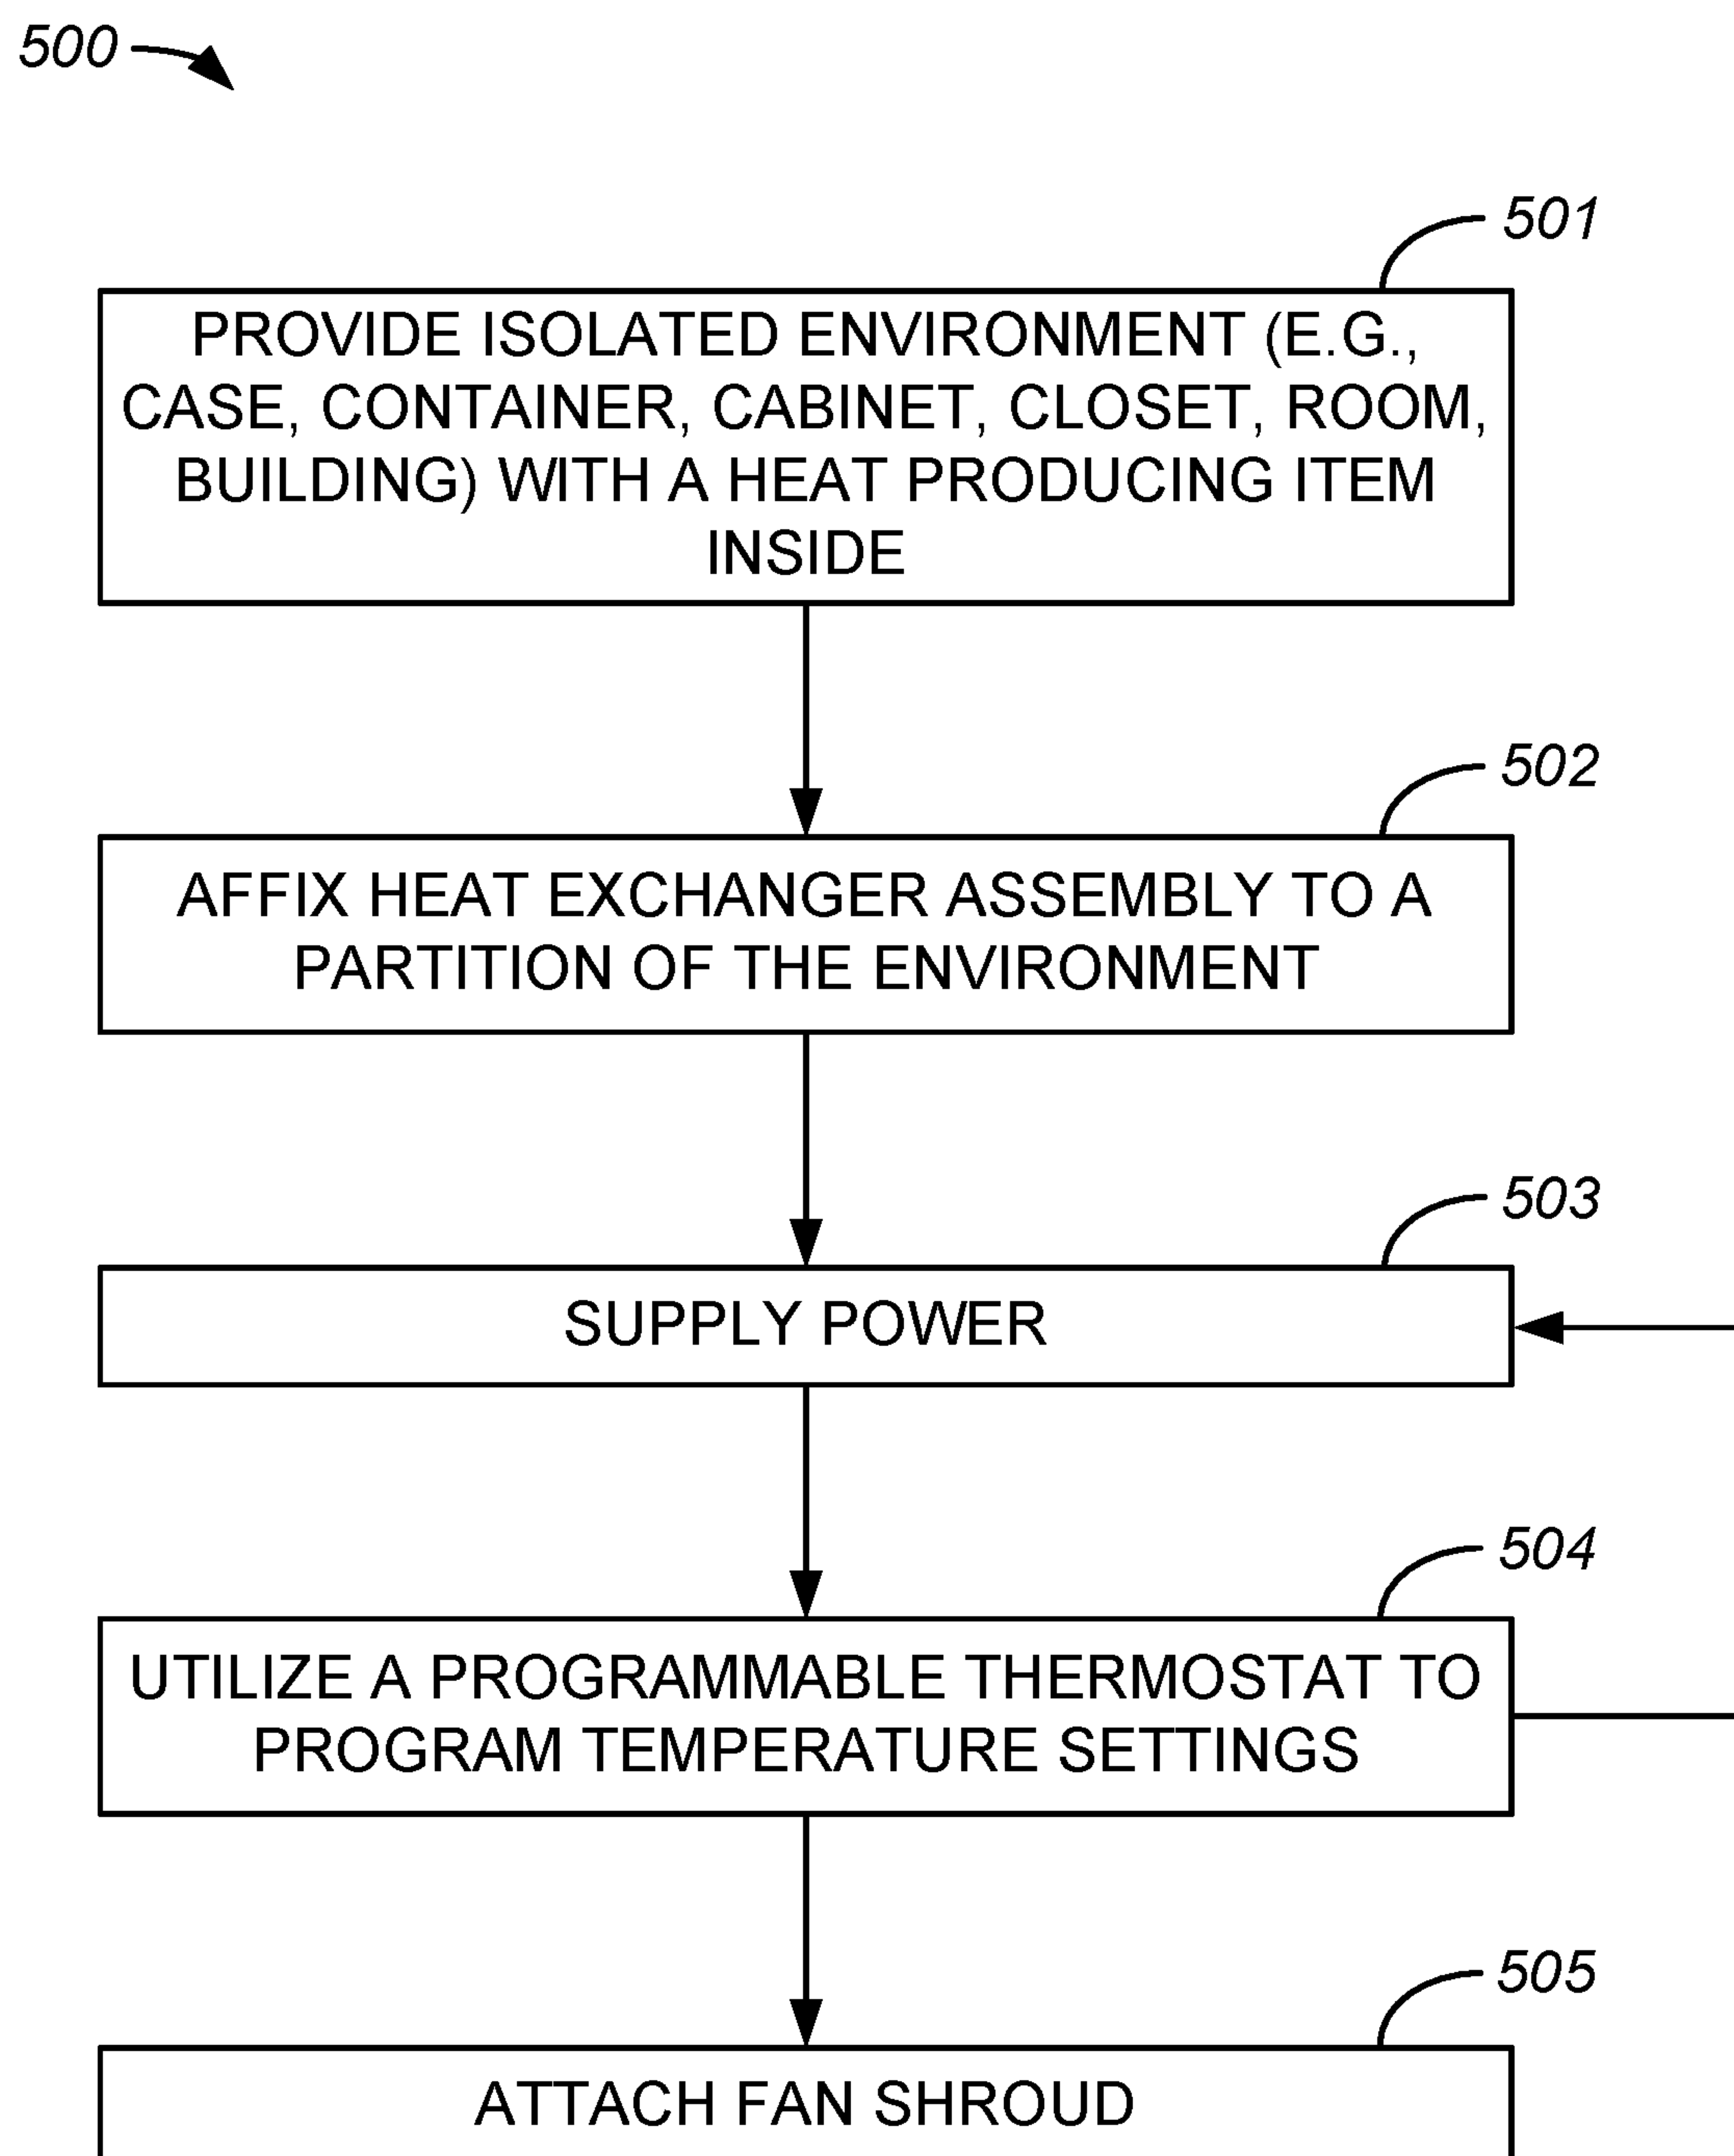 500
501
PROVIDE ISOLATED ENVIRONMENT (E.G.,
CASE, CONTAINER, CABINET, CLOSET, ROOM,
BUILDING) WITH A HEAT PRODUCING ITEM
INSIDE
502
AFFIX HEAT EXCHANGER ASSEMBLY TO A
PARTITION OF THE ENVIRONMENT
503
SUPPLY POWER
504
UTILIZE A PROGRAMMABLE THERMOSTAT TO
PROGRAM TEMPERATURE SETTINGS
505
ATTACH FAN SHROUD